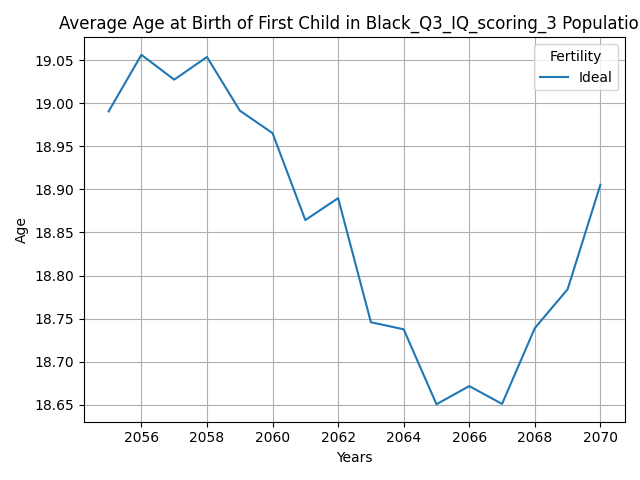 Average Age at Birth of First Child in Black_Q3_IQ_scoring_3 Populatio
19.05
19.00
18.95
18.90
18.85
18.80
18.75
18.70
18.65
Age
Fertility
Ideal
2056 2058 2060 2062 2064 2066 2068 2070
Years